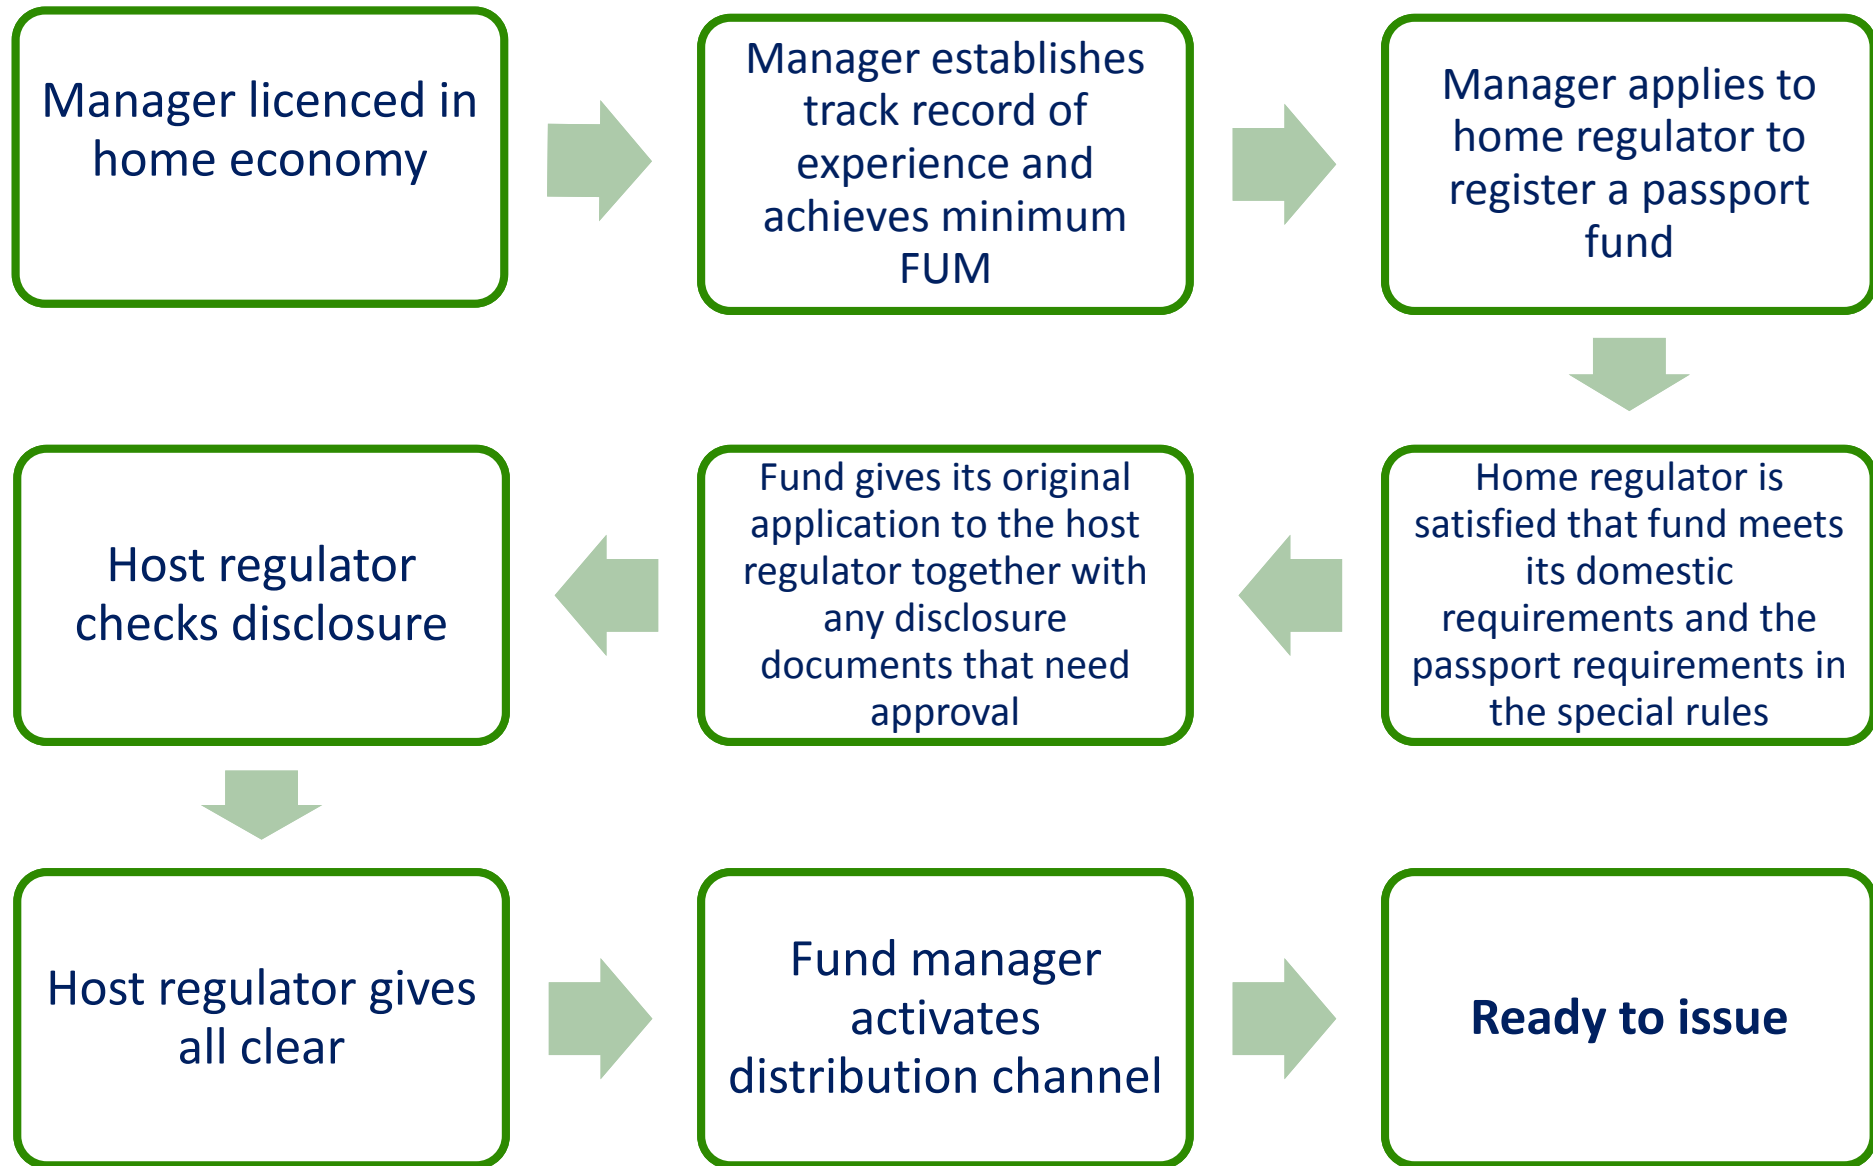 Manager licenced in
home economy
Manager establishes
track record of
experience and
achieves minimum
FUM
Manager applies to
home regulator to
register a passport
fund
Home regulator is
satisfied that fund meets
its domestic
requirements and the
passport requirements in
the special rules
Fund gives its original
application to the host
regulator together with
any disclosure
documents that need
approval
Host regulator
checks disclosure
Host regulator gives
all clear
Fund manager
activates
distribution channel
Ready to issue